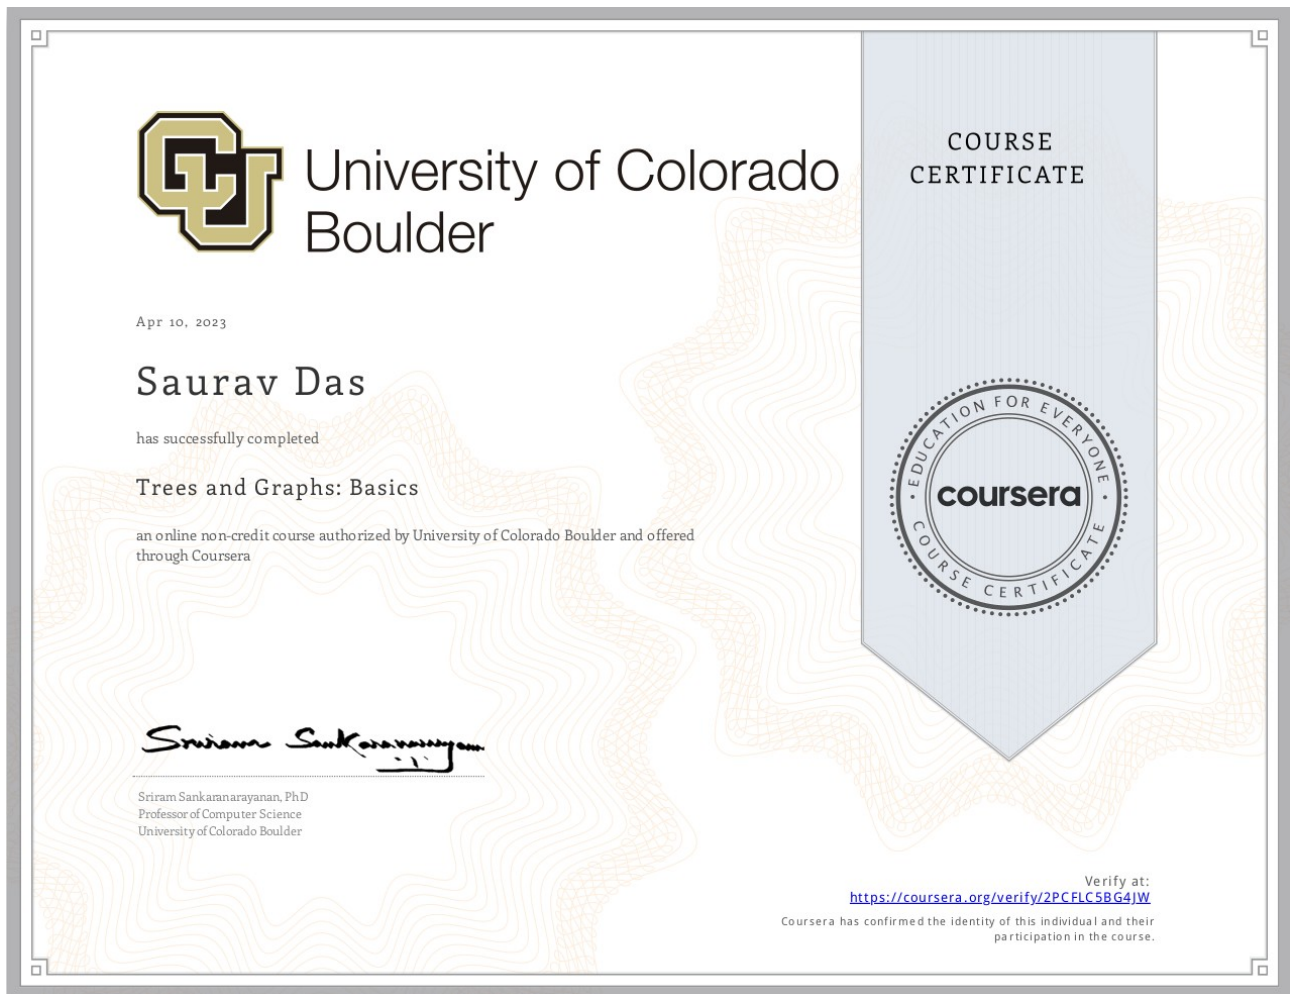 University of Colorado
Boulder
COURSE
CERTIFICATE
Apr 10, 2023
Saurav Das
has successfully completed
Trees and Graphs: Basics
an online non-credit course authorized by University of Colorado Boulder and offered
through Coursera
EDUCATION FOR EVERYONE
coursera
COURSE CERTIFICATE
Sriram Sankaranarayanan
Sriram Sankaranarayanan, PhD
Professor of Computer Science
University of Colorado Boulder
Verify at:
https://coursera.org/verify/2PCFLC5BG4JW
Coursera has confirmed the identity of this individual and their
participation in the course.